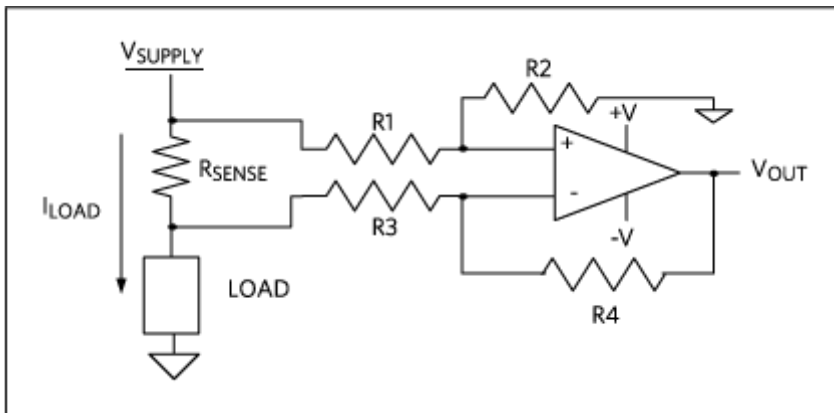 VSUPPLY
R2
+V
R1
+
RSENSE
VOUT
-
ILOAD
R3
-V
LOAD
R4